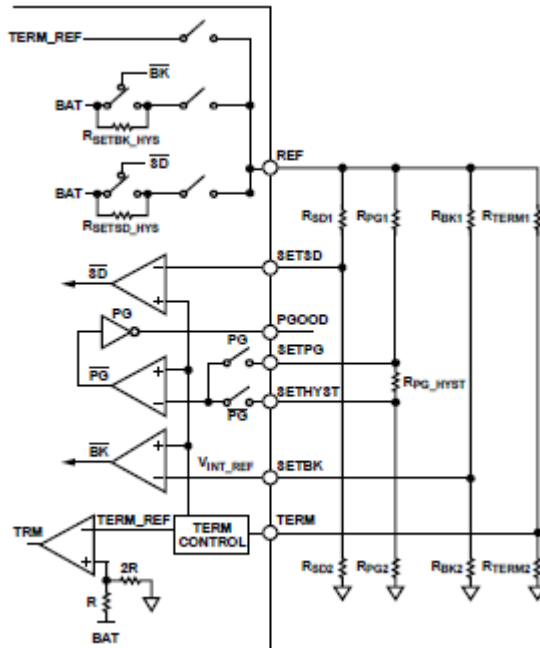 TERM_REF
BK
BAT
RSETBK_HYS
REF
SD
BAT
RSETSD_HYS
RSD1 RPG1 RBK1 RTERM1
SETSD
SD
PG
PGOOD
PG SETPG
PG
RPG_HYST
SETHYST
PG
BK
VINT_REF SETBK
TERM_REF
TERM
TRM
TERM
CONTROL
2R
RSD2 RPG2 RBK2 RTERM2
R
BAT